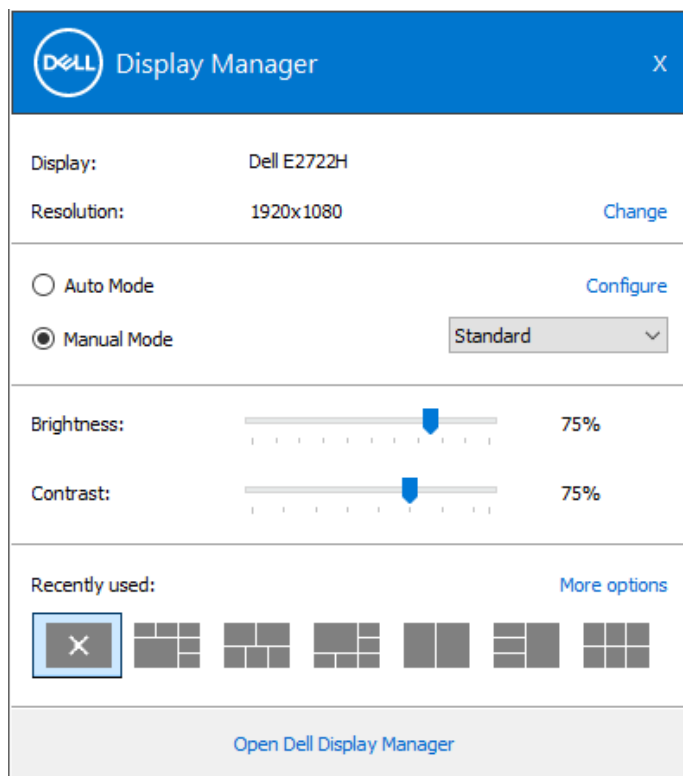 DELL Display Manager X
Display: Dell E2722H
Resolution: 1920x1080 Change
Auto Mode Configure
Manual Mode Standard
Brightness: 75%
Contrast: 75%
Recently used: More options
Open Dell Display Manager